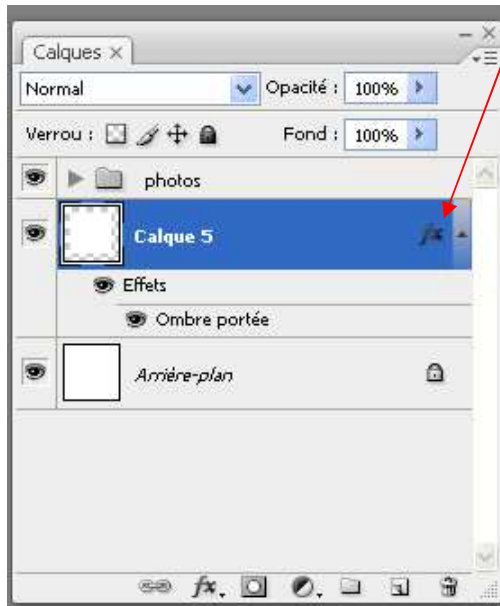 Calques ×
Normal Opacité : 100%
Verrou : Fond : 100%
photos
Calque 5 fx
Effets
Ombre portée
Arrière-plan
fx.